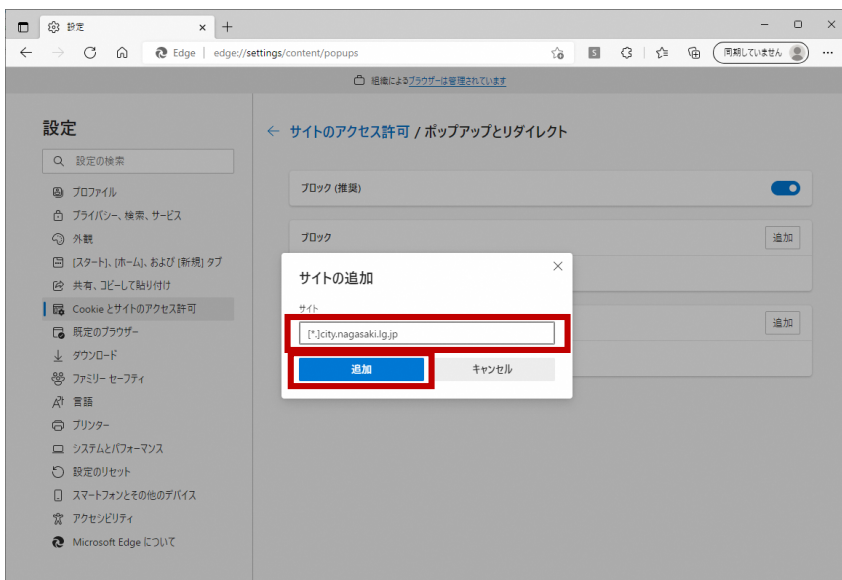 設定
Edge edge://settings/content/popups
同期していません
組織によるブラウザーは管理されています
設定
設定の検索
プロファイル
プライバシー、検索、サービス
外観
[スタート]、[ホーム]、および [新規] タブ
共有、コピーして貼り付け
Cookie とサイトのアクセス許可
既定のブラウザー
ダウンロード
ファミリー セーフティ
言語
プリンター
システムとパフォーマンス
設定のリセット
スマートフォンとその他のデバイス
アクセシビリティ
Microsoft Edge について
サイトのアクセス許可 / ポップアップとリダイレクト
ブロック (推奨)
ブロック
追加
追加
サイトの追加
サイト
[*.]city.nagasaki.lg.jp
追加
キャンセル